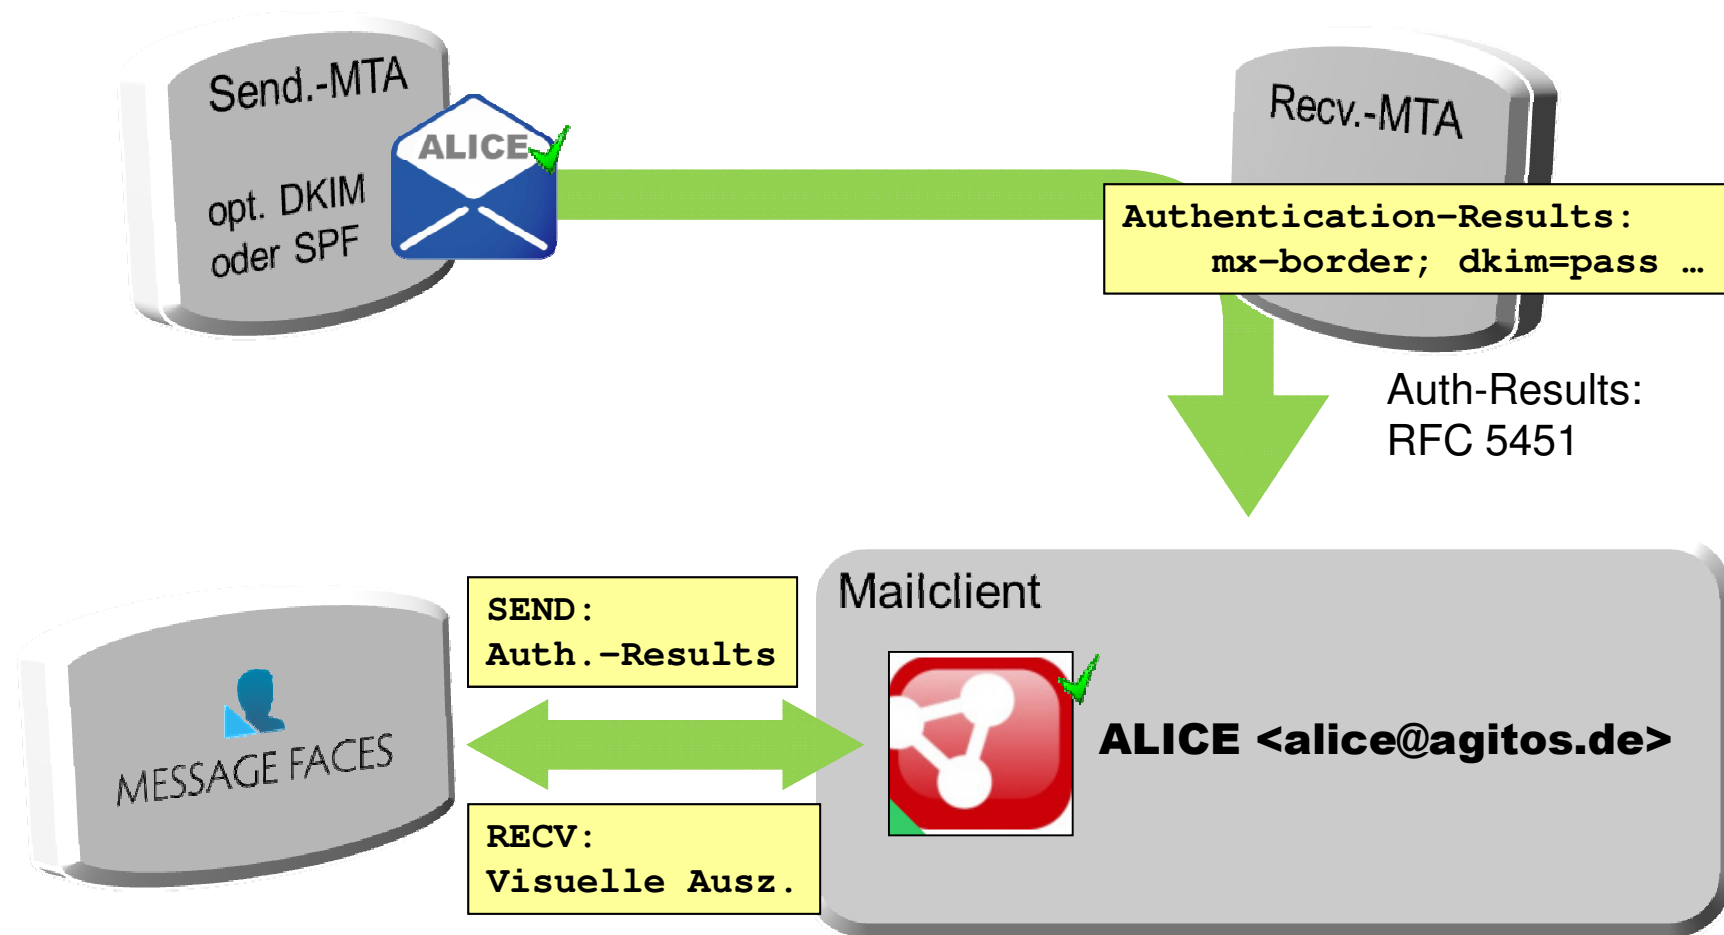 Send.-MTA
opt. DKIM
oder SPF
ALICE
Recv.-MTA
Authentication-Results:
mx-border; dkim=pass …
Auth-Results:
RFC 5451
Mailclient
SEND:
Auth.-Results
MESSAGE FACES
ALICE <alice@agitos.de>
RECV:
Visuelle Ausz.